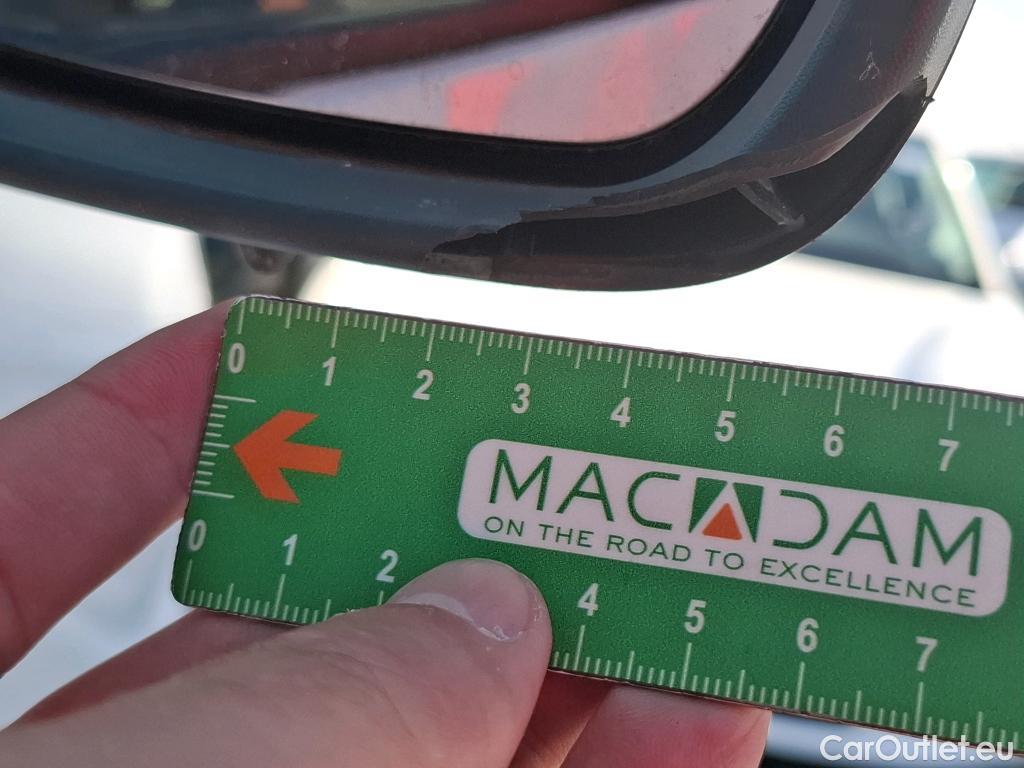 0 1 2 3 4 5 6 7
MACADAM
ON THE ROAD TO EXCELLENCE
0 1 2 4 5 6 7
CarOutlet.eu